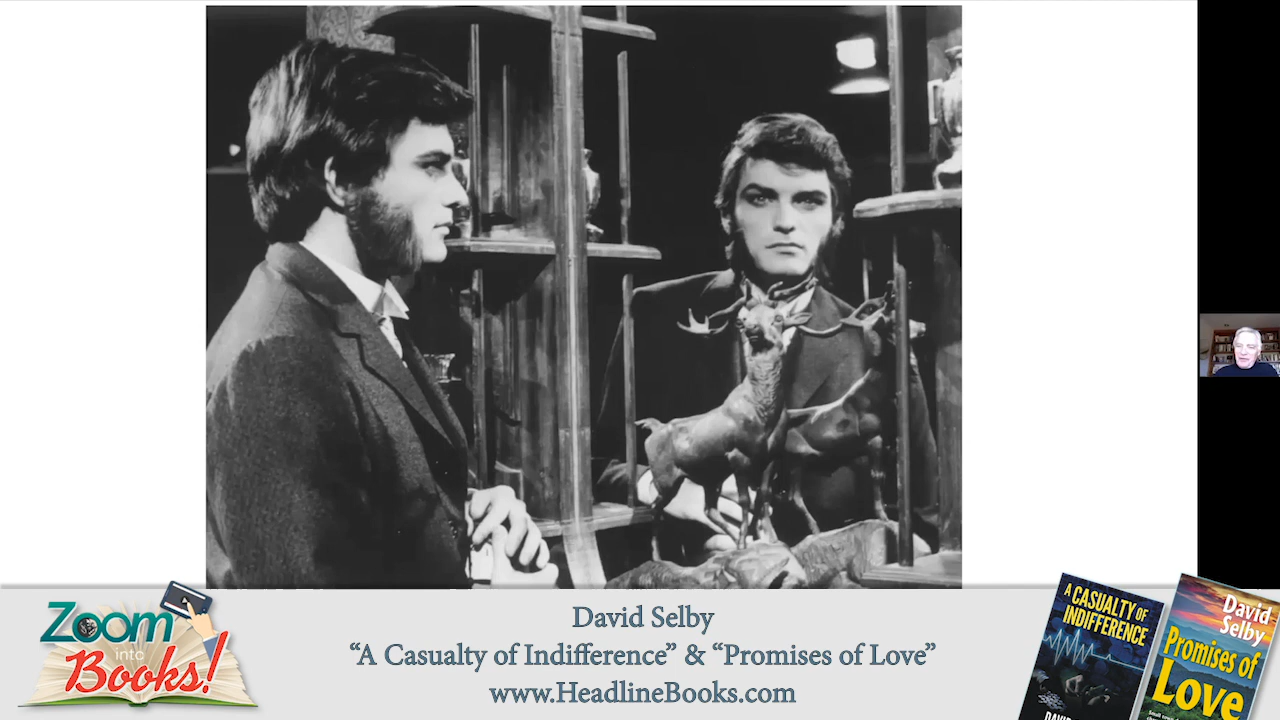 David Selby
“A Casualty of Indifference” & “Promises of Love”
www.HeadlineBooks.com
Zoom
into
Books!
A CASUALTY OF
INDIFFERENCE
David
Selby
Promises of
Love